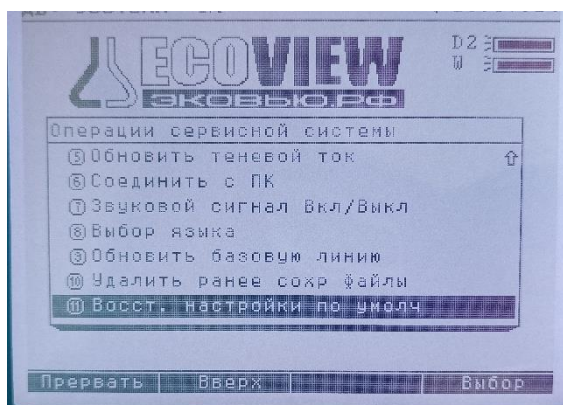 D2
ECOVIEW
W
ЭКОВЬЮ.РФ
Операции сервисной системы
⑤Обновить теневой ток
⑥Соединить с ПК
⑦Звуковой сигнал Вкл/Выкл
⑧Выбор языка
⑨Обновить базовую линию
⑩Удалить ранее сохр файлы
⑪Восст. настройки по умолч
Прервать Вверх Выбор